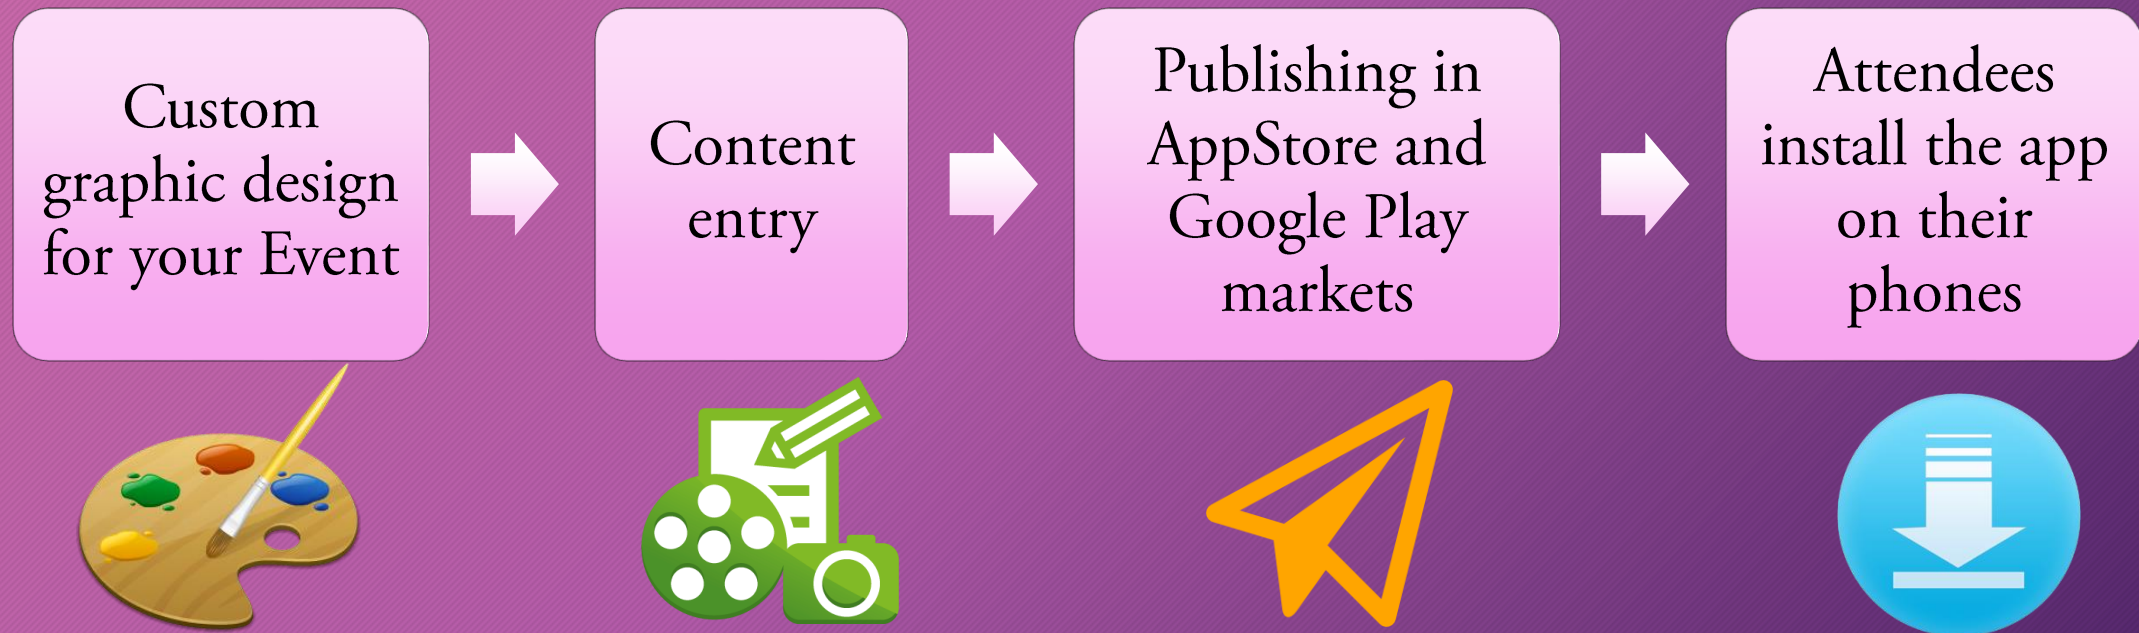 Custom
graphic design
for your Event
Content
entry
Publishing in
AppStore and
Google Play
markets
Attendees
install the app
on their
phones